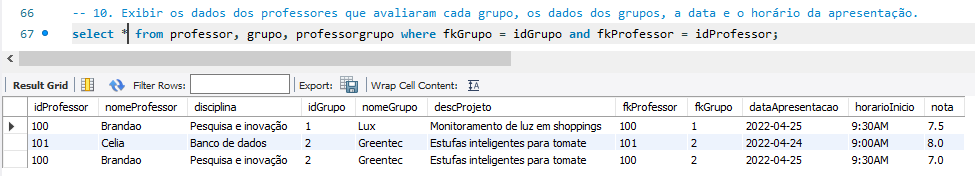 66 -- 10. Exibir os dados dos professores que avaliaram cada grupo, os dados dos grupos, a data e o horário da apresentação.
67 select * from professor, grupo, professorgrupo where fkGrupo = idGrupo and fkProfessor = idProfessor;
Result Grid Filter Rows: Export: Wrap Cell Content:
idProfessor nomeProfessor disciplina idGrupo nomeGrupo descProjeto fkProfessor fkGrupo dataApresentacao horarioInicio nota
100 Brandao Pesquisa e inovação 1 Lux Monitoramento de luz em shoppings 100 1 2022-04-25 9:30AM 7.5
101 Celia Banco de dados 2 Greentec Estufas inteligentes para tomate 101 2 2022-04-24 9:00AM 8.0
100 Brandao Pesquisa e inovação 2 Greentec Estufas inteligentes para tomate 100 2 2022-04-25 9:30AM 7.0